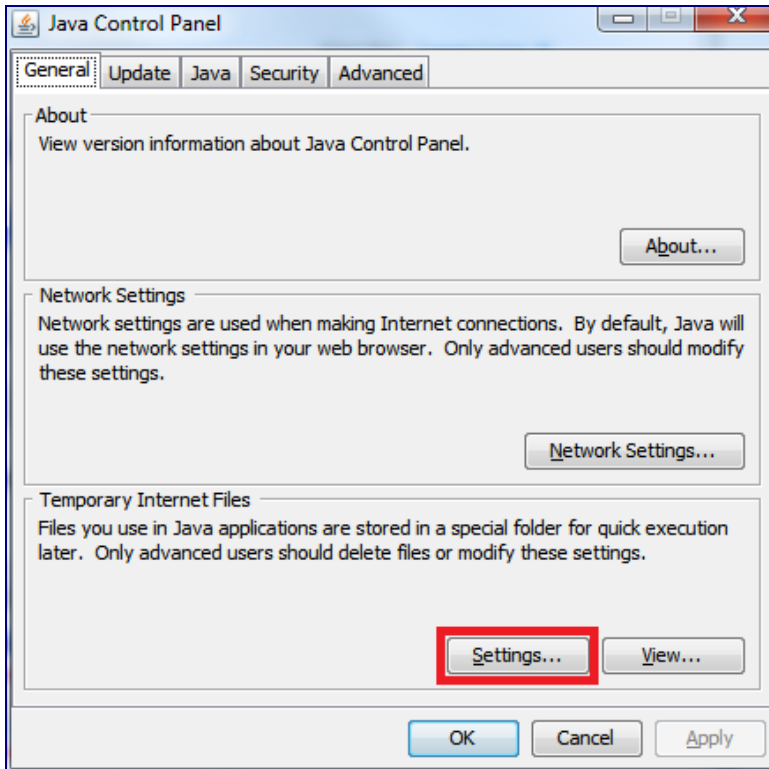 Java Control Panel
General Update Java Security Advanced
About
View version information about Java Control Panel.
About...
Network Settings
Network settings are used when making Internet connections.  By default, Java will
use the network settings in your web browser.  Only advanced users should modify
these settings.
Network Settings...
Temporary Internet Files
Files you use in Java applications are stored in a special folder for quick execution
later.  Only advanced users should delete files or modify these settings.
Settings... View...
OK Cancel Apply